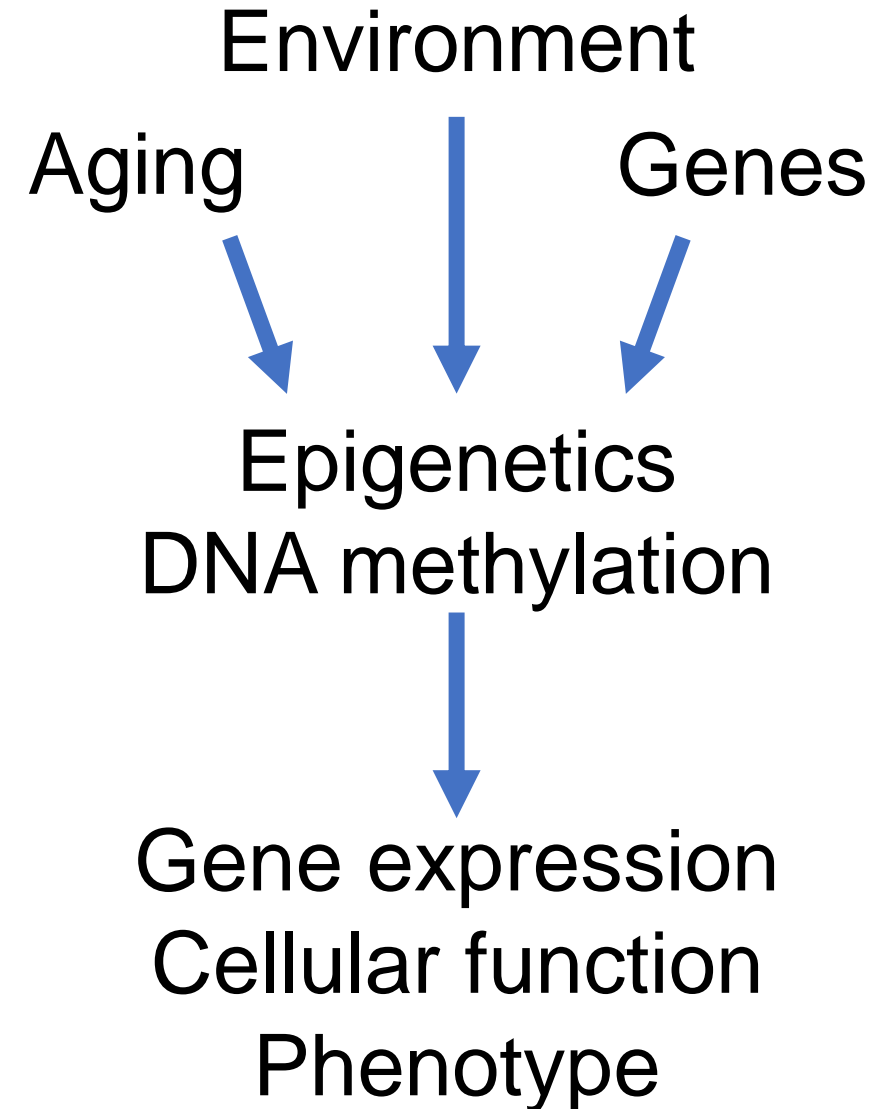 Environment
Aging
Genes
Epigenetics
DNA methylation
Gene expression
Cellular function
Phenotype